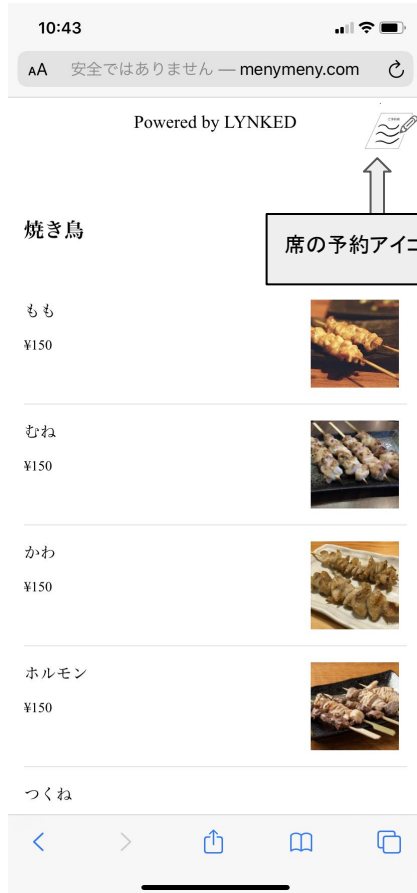 10:43
AA 安全ではありません — menymeny.com
Powered by LYNKED
席の予約アイコ
焼き鳥
もも
¥150
むね
¥150
かわ
¥150
ホルモン
¥150
つくね